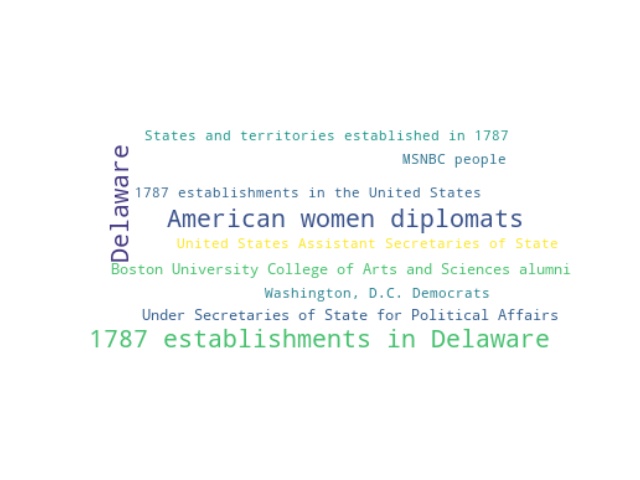 States and territories established in 1787
MSNBC people
Delaware
1787 establishments in the United States
American women diplomats
United States Assistant Secretaries of State
Boston University College of Arts and Sciences alumni
Washington, D.C. Democrats
Under Secretaries of State for Political Affairs
1787 establishments in Delaware